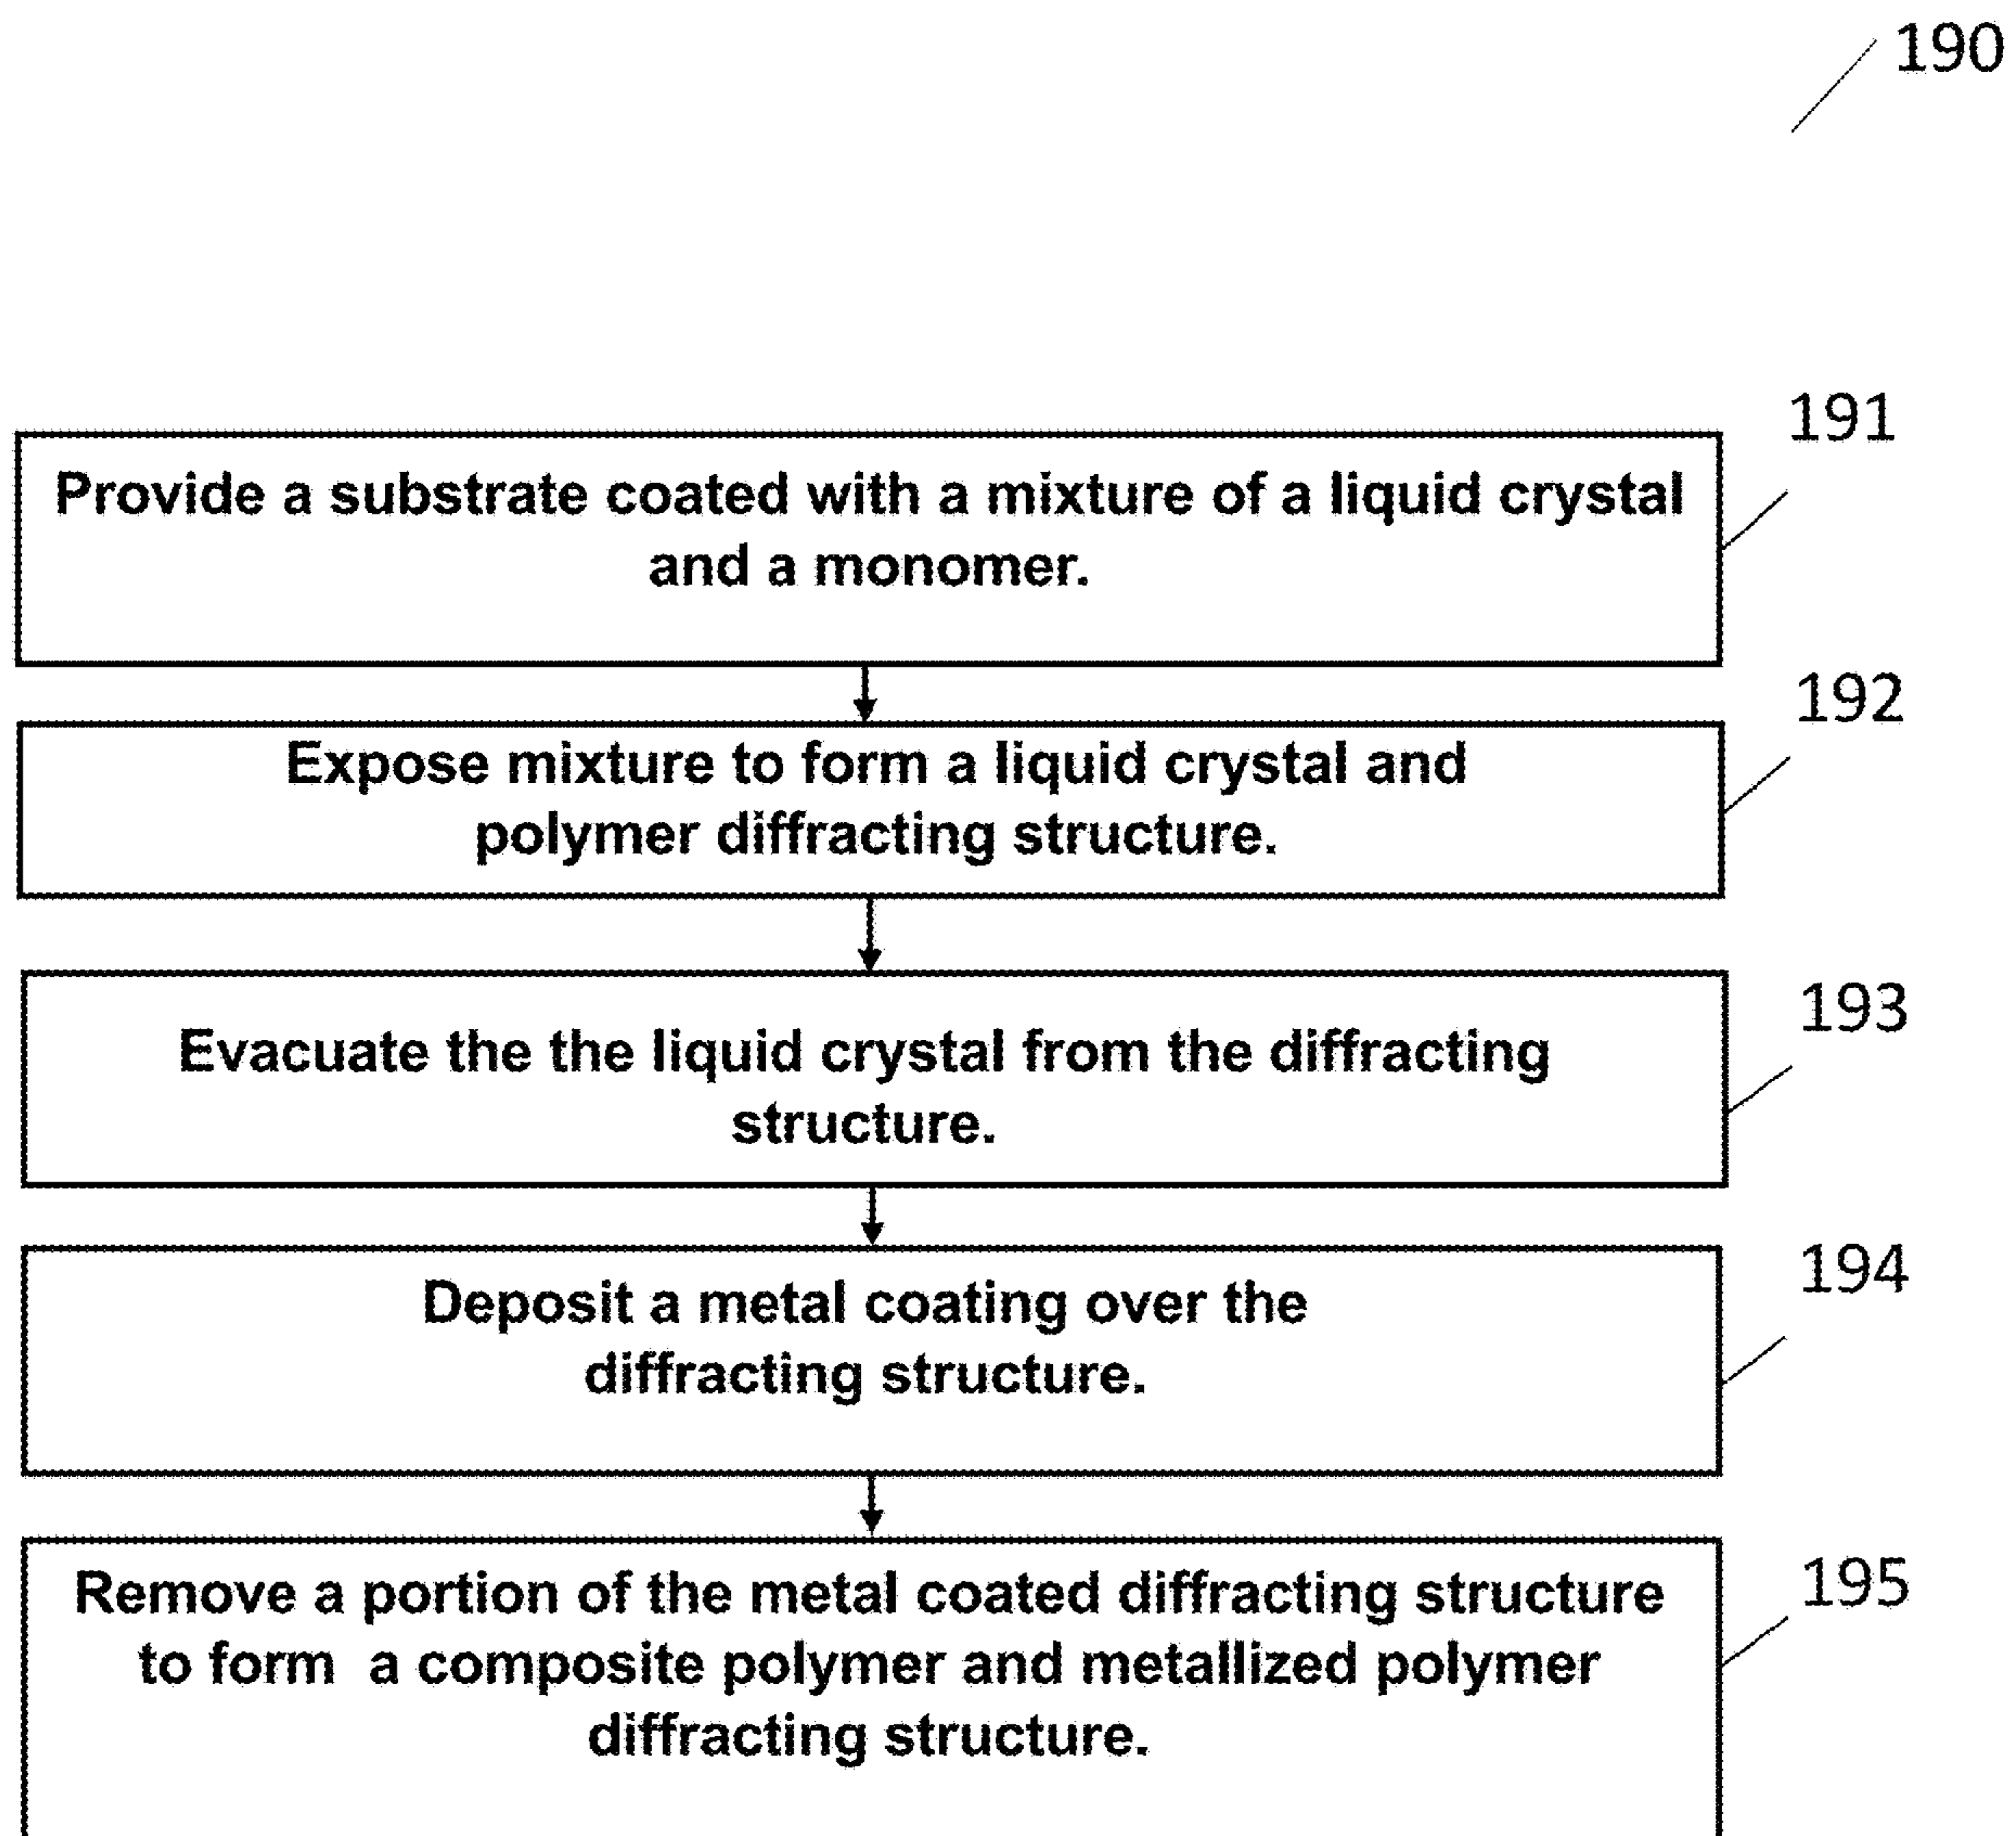 190
191
Provide a substrate coated with a mixture of a liquid crystal
and a monomer.
192
Expose mixture to form a liquid crystal and
polymer diffracting structure.
193
Evacuate the the liquid crystal from the diffracting
structure.
194
Deposit a metal coating over the
diffracting structure.
195
Remove a portion of the metal coated diffracting structure
to form  a composite polymer and metallized polymer
diffracting structure.